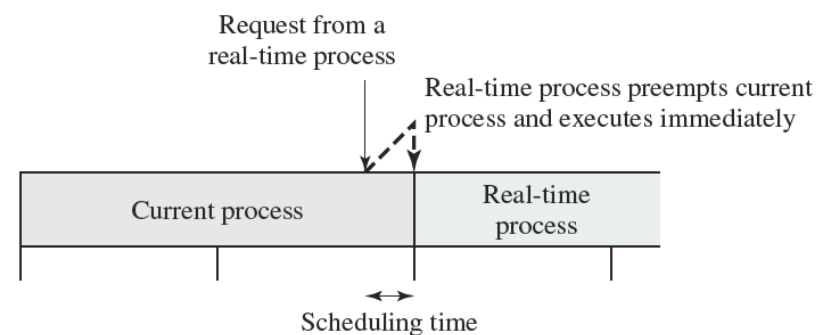 Request from a
real-time process
Real-time process preempts current
process and executes immediately
Current process
Real-time
process
Scheduling time